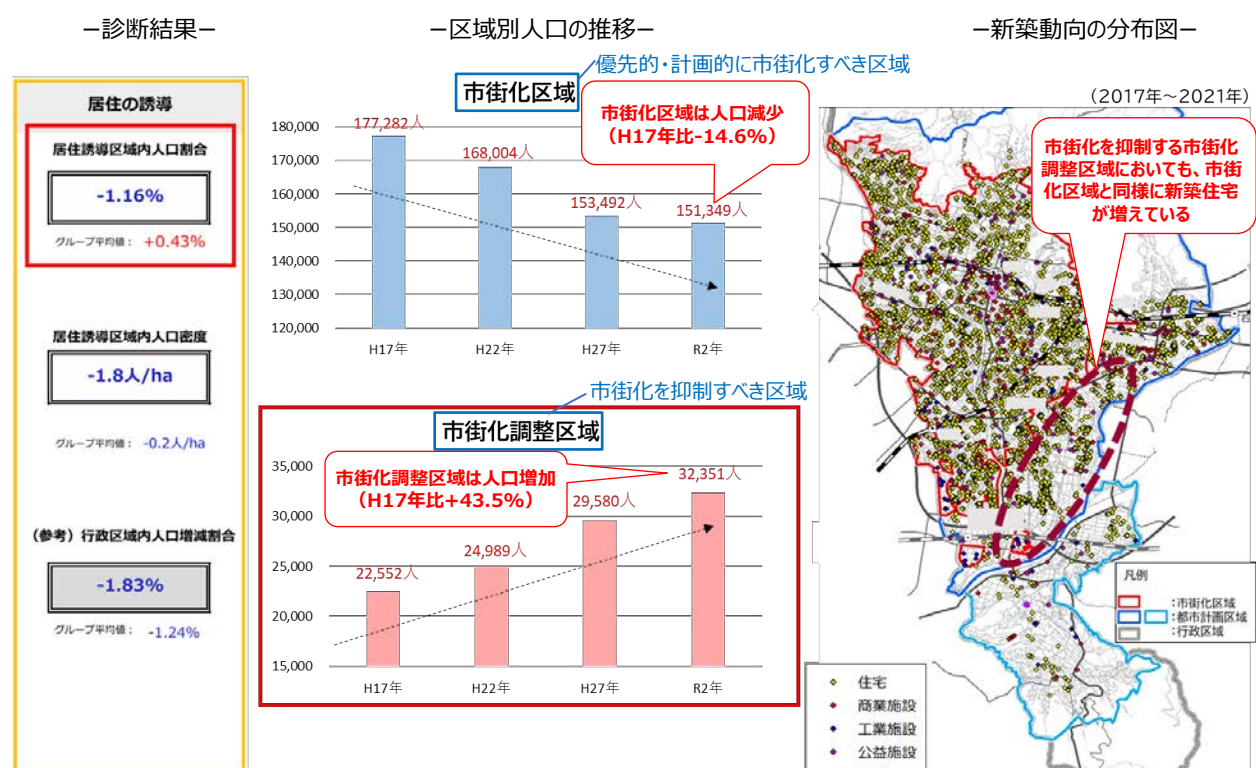 －診断結果－
居住の誘導
居住誘導区域内人口割合
-1.16%
グループ平均値： +0.43%
居住誘導区域内人口密度
-1.8人/ha
グループ平均値： -0.2人/ha
（参考）行政区域内人口増減割合
-1.83%
グループ平均値： -1.24%
－区域別人口の推移－
優先的・計画的に市街化すべき区域
市街化区域
市街化区域は人口減少
（H17年比-14.6%）
180,000
170,000
160,000
150,000
140,000
130,000
120,000
177,282人
168,004人
153,492人
151,349人
H17年
H22年
H27年
R2年
市街化を抑制すべき区域
市街化調整区域
市街化調整区域は人口増加
（H17年比+43.5%）
35,000
30,000
25,000
20,000
15,000
22,552人
24,989人
29,580人
32,351人
H17年
H22年
H27年
R2年
－新築動向の分布図－
（2017年～2021年）
市街化を抑制する市街化
調整区域においても、市街
化区域と同様に新築住宅
が増えている
凡例
：市街化区域
：都市計画区域
：行政区域
住宅
商業施設
工業施設
公益施設